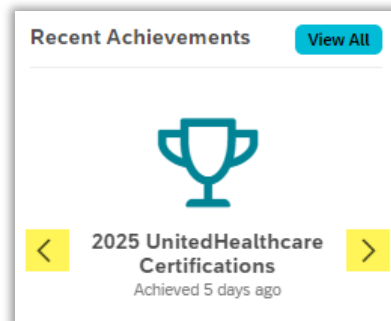 Recent Achievements
View All
2025 UnitedHealthcare
Certifications
Achieved 5 days ago